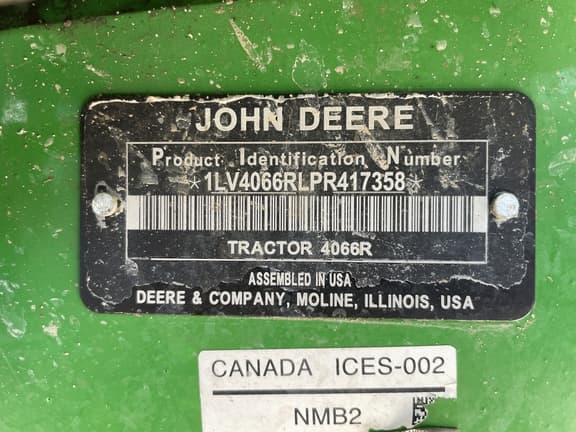 JOHN DEERE
Product Identification Number
*1LV4066RLPR417358*
TRACTOR 4066R
ASSEMBLED IN USA
DEERE & COMPANY, MOLINE, ILLINOIS, USA
CANADA ICES-002
NMB2